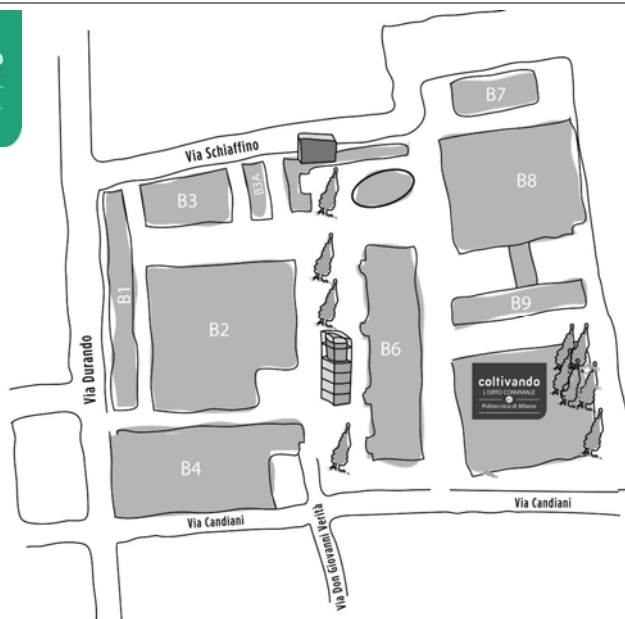 B7
Via Schiaffino
B8
B3
B3A
B1
B9
B2
B6
Via Durando
coltivando
L'ORTO CONVIVIALE
Politecnico di Milano
B4
Via Candiani
Via Candiani
Via Don Giovanni Verità